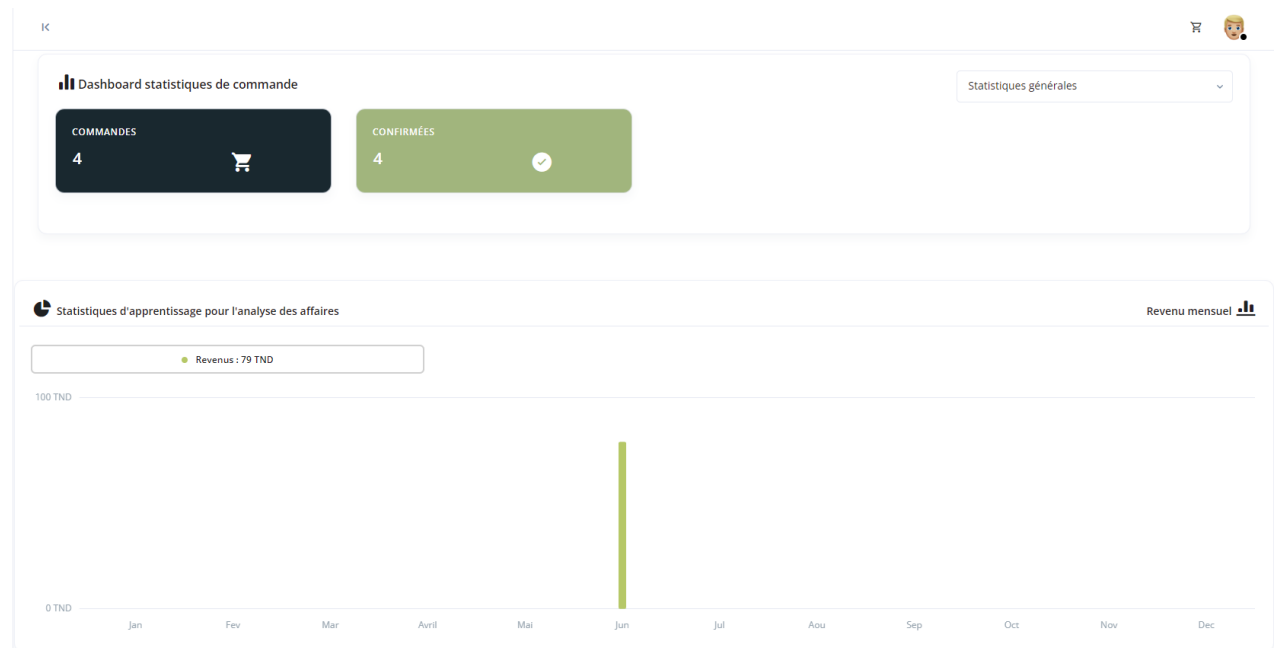 Dashboard statistiques de commande
Statistiques générales
COMMANDES
4
CONFIRMÉES
4
Statistiques d'apprentissage pour l'analyse des affaires
Revenu mensuel
Revenus : 79 TND
100 TND
0 TND
Jan Fev Mar Avril Mai Jun Jul Aou Sep Oct Nov Dec